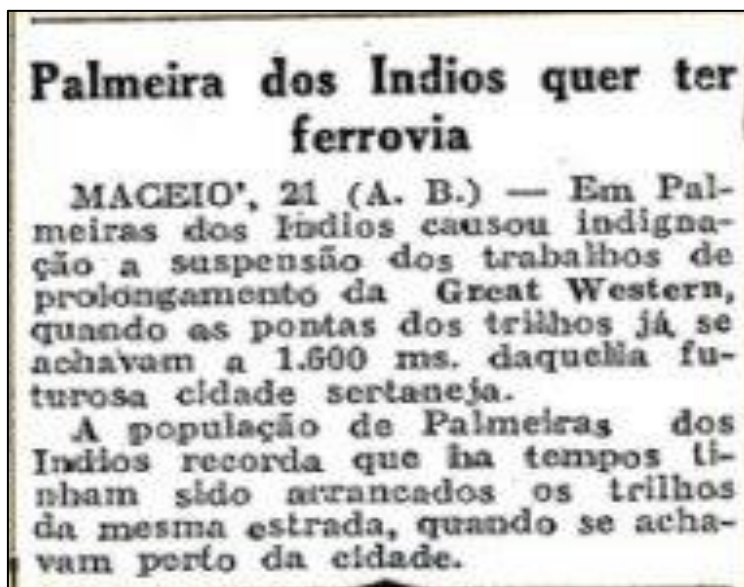 Palmeira dos Indios quer ter
ferrovia
MACEIO', 21 (A. B.) — Em Pal-
meiras dos Indios causou indigna-
ção a suspensão dos trabalhos de
prolongamento da Great Western,
quando as pontas dos trilhos já se
achavam a 1.600 ms. daquella fu-
turosa cidade sertaneja.
A população de Palmeiras dos
Indios recorda que ha tempos ti-
nham sido arrancados os trilhos
da mesma estrada, quando se acha-
vam perto da cidade.